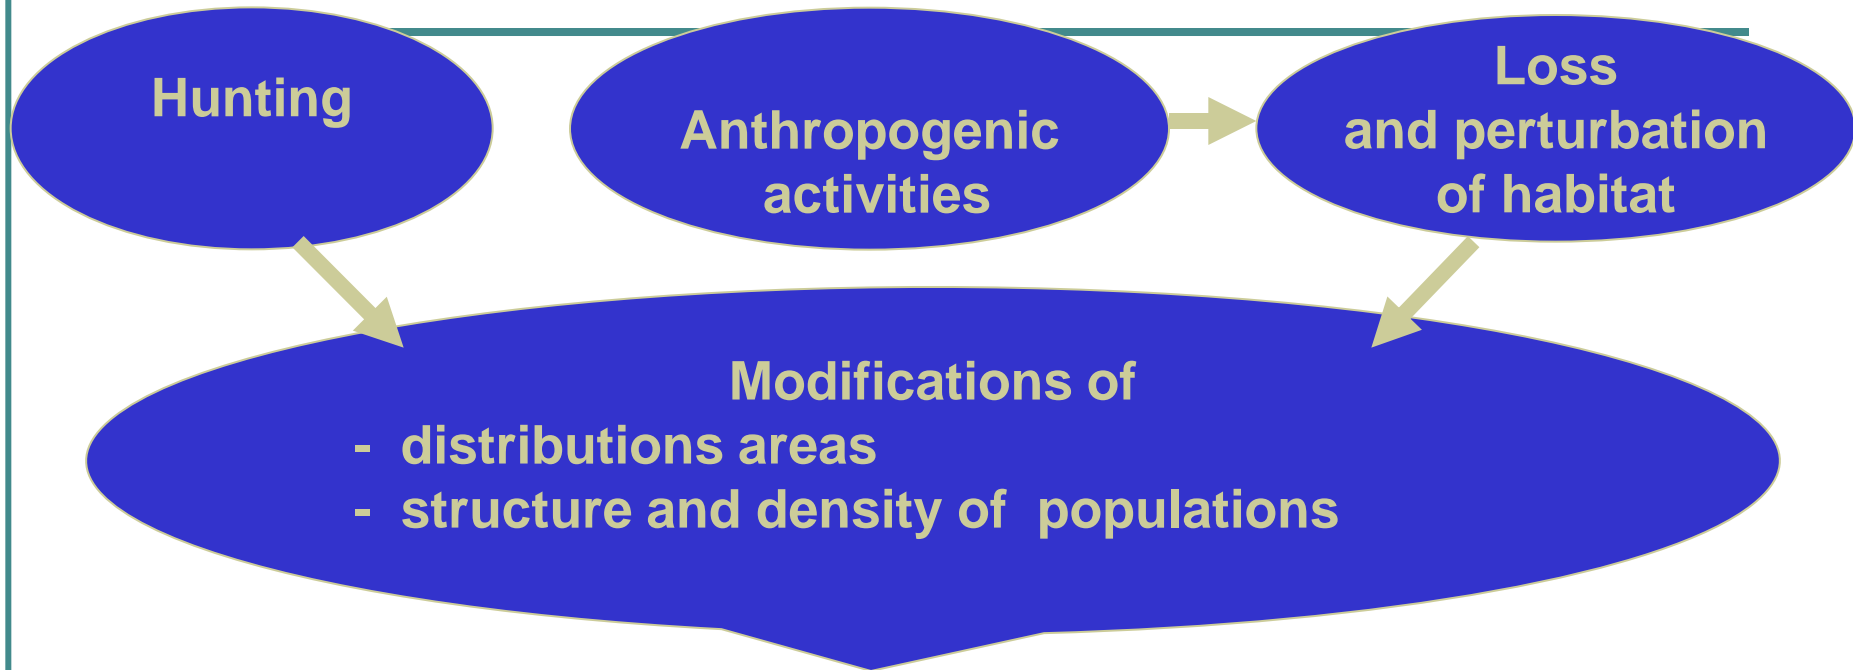 Hunting
Anthropogenic
activities
Loss
and perturbation
of habitat
Modifications of
- distributions areas
- structure and density of populations